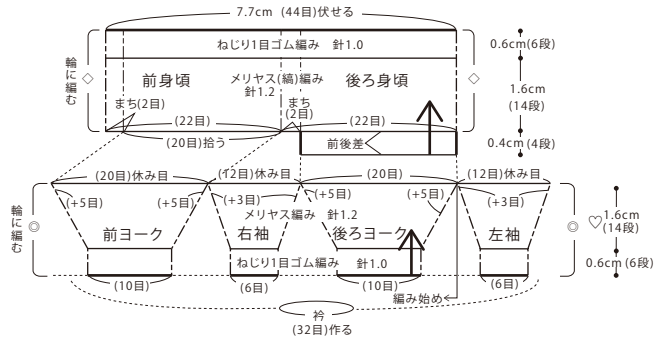 7.7cm (44目)伏せる
ねじり1目ゴム編み 針1.0
0.6cm(6段)
輪に編む
◇
前身頃
メリヤス(縞)編み
針1.2
後ろ身頃
◇
1.6cm
(14段)
まち(2目)
まち
(2目)
(22目)
(22目)
(20目)拾う
前後差
0.4cm(4段)
(20目)休み目
(12目)休み目
(20目)
(12目)休み目
(+5目)
(+5目)
(+3目)
(+5目)
(+5目)
(+3目)
輪に編む
◎
メリヤス編み 針1.2
前ヨーク
右袖
後ろヨーク
左袖
◎
♡1.6cm
(14段)
ねじり1目ゴム編み 針1.0
0.6cm(6段)
(10目)
(6目)
(10目)
(6目)
編み始め
衿
(32目)作る